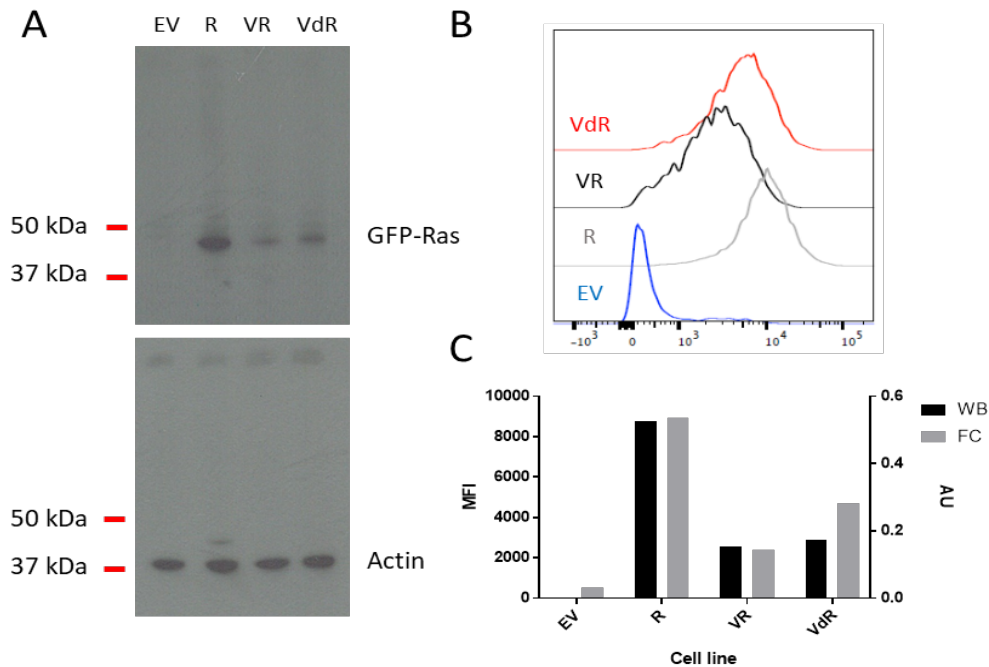 A
EV R VR VdR
50 kDa
37 kDa
GFP-Ras
50 kDa
37 kDa
Actin
B
VdR
VR
R
EV
-10³ 0 10³ 10⁴ 10⁵
C
10000
8000
6000
4000
2000
0
MFI
0.6
0.4
0.2
0.0
AU
WB
FC
EV R VR VdR
Cell line